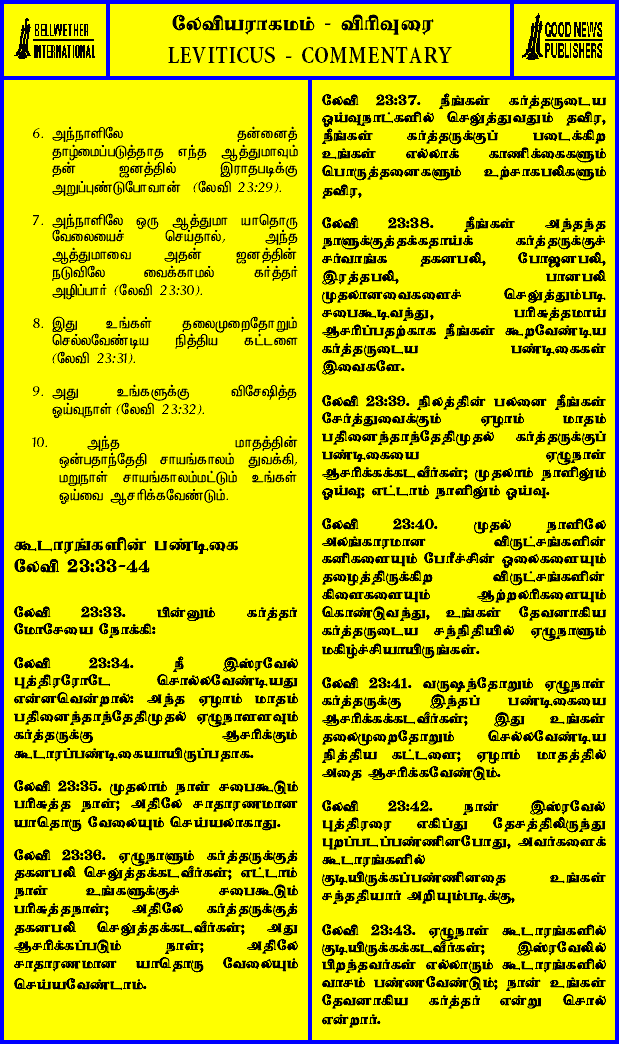 BELLWETHER
INTERNATIONAL
லேவியராகமம் - விரிவுரை
LEVITICUS - COMMENTARY
GOOD NEWS
PUBLISHERS
6. அந்நாளிலே தன்னைத்
தாழ்மைப்படுத்தாத எந்த ஆத்துமாவும்
தன் ஜனத்தில் இராதபடிக்கு
அறுப்புண்டுபோவான் (லேவி 23:29).
7. அந்நாளிலே ஒரு ஆத்துமா யாதொரு
வேலையைச் செய்தால், அந்த
ஆத்துமாவை அதன் ஜனத்தின்
நடுவிலே வைக்காமல் கர்த்தர்
அழிப்பார் (லேவி 23:30).
8. இது உங்கள் தலைமுறைதோறும்
செல்லவேண்டிய நித்திய கட்டளை
(லேவி 23:31).
9. அது உங்களுக்கு விசேஷித்த
ஓய்வுநாள் (லேவி 23:32).
10. அந்த மாதத்தின்
ஒன்பதாந்தேதி சாயங்காலம் துவக்கி,
மறுநாள் சாயங்காலம்மட்டும் உங்கள்
ஓய்வை ஆசரிக்கவேண்டும்.
கூடாரங்களின் பண்டிகை
லேவி 23:33-44
லேவி 23:33. பின்னும் கர்த்தர்
மோசேயை நோக்கி:
லேவி 23:34. நீ இஸ்ரவேல்
புத்திரரோடே சொல்லவேண்டியது
என்னவென்றால்: அந்த ஏழாம் மாதம்
பதினைந்தாந்தேதிமுதல் ஏழுநாளளவும்
கர்த்தருக்கு ஆசரிக்கும்
கூடாரப்பண்டிகையாயிருப்பதாக.
லேவி 23:35. முதலாம் நாள் சபைகூடும்
பரிசுத்த நாள்; அதிலே சாதாரணமான
யாதொரு வேலையும் செய்யலாகாது.
லேவி 23:36. ஏழுநாளும் கர்த்தருக்குத்
தகனபலி செலுத்தக்கடவீர்கள்; எட்டாம்
நாள் உங்களுக்குச் சபைகூடும்
பரிசுத்தநாள்; அதிலே கர்த்தருக்குத்
தகனபலி செலுத்தக்கடவீர்கள்; அது
ஆசரிக்கப்படும் நாள்; அதிலே
சாதாரணமான யாதொரு வேலையும்
செய்யவேண்டாம்.
லேவி 23:37. நீங்கள் கர்த்தருடைய
ஓய்வுநாட்களில் செலுத்துவதும் தவிர,
நீங்கள் கர்த்தருக்குப் படைக்கிற
உங்கள் எல்லாக் காணிக்கைகளும்
பொருத்தனைகளும் உற்சாகபலிகளும்
தவிர,
லேவி 23:38. நீங்கள் அந்தந்த
நாளுக்குத்தக்கதாய்க் கர்த்தருக்குச்
சர்வாங்க தகனபலி, போஜனபலி,
இரத்தபலி, பானபலி
முதலானவைகளைச் செலுத்தும்படி
சபைகூடிவந்து, பரிசுத்தமாய்
ஆசரிப்பதற்காக நீங்கள் கூறவேண்டிய
கர்த்தருடைய பண்டிகைகள்
இவைகளே.
லேவி 23:39. நிலத்தின் பலனை நீங்கள்
சேர்த்துவைக்கும் ஏழாம் மாதம்
பதினைந்தாந்தேதிமுதல் கர்த்தருக்குப்
பண்டிகையை ஏழுநாள்
ஆசரிக்கக்கடவீர்கள்; முதலாம் நாளிலும்
ஓய்வு; எட்டாம் நாளிலும் ஓய்வு.
லேவி 23:40. முதல் நாளிலே
அலங்காரமான விருட்சங்களின்
கனிகளையும் பேரீச்சின் ஓலைகளையும்
தழைத்திருக்கிற விருட்சங்களின்
கிளைகளையும் ஆற்றலரிகளையும்
கொண்டுவந்து, உங்கள் தேவனாகிய
கர்த்தருடைய சந்நிதியில் ஏழுநாளும்
மகிழ்ச்சியாயிருங்கள்.
லேவி 23:41. வருஷந்தோறும் ஏழுநாள்
கர்த்தருக்கு இந்தப் பண்டிகையை
ஆசரிக்கக்கடவீர்கள்; இது உங்கள்
தலைமுறைதோறும் செல்லவேண்டிய
நித்திய கட்டளை; ஏழாம் மாதத்தில்
அதை ஆசரிக்கவேண்டும்.
லேவி 23:42. நான் இஸ்ரவேல்
புத்திரரை எகிப்து தேசத்திலிருந்து
புறப்படப்பண்ணினபோது, அவர்களைக்
கூடாரங்களில்
குடியிருக்கப்பண்ணினதை உங்கள்
சந்ததியார் அறியும்படிக்கு,
லேவி 23:43. ஏழுநாள் கூடாரங்களில்
குடியிருக்கக்கடவீர்கள்; இஸ்ரவேலில்
பிறந்தவர்கள் எல்லாரும் கூடாரங்களில்
வாசம் பண்ணவேண்டும்; நான் உங்கள்
தேவனாகிய கர்த்தர் என்று சொல்
என்றார்.